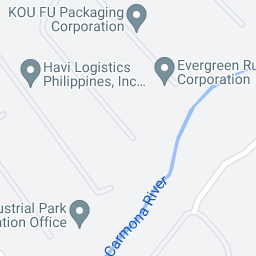 KOU FU Packaging
Corporation
Havi Logistics
Philippines, Inc...
Evergreen Ru
Corporation
Carmona River
ustrial Park
ation Office